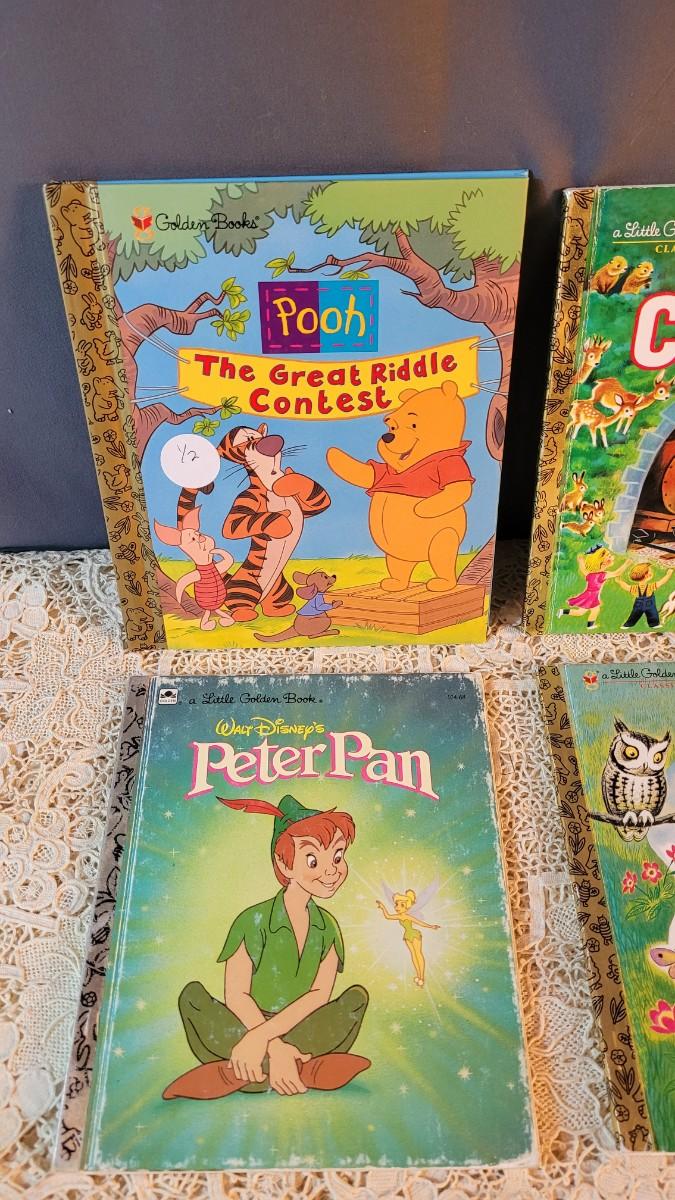 Golden Books®
Pooh
The Great Riddle
Contest
1/2
a Little G
CLA
C
a Little Golden Book®
WALT DISNEY'S
Peter Pan
a Little Golden
CLASS